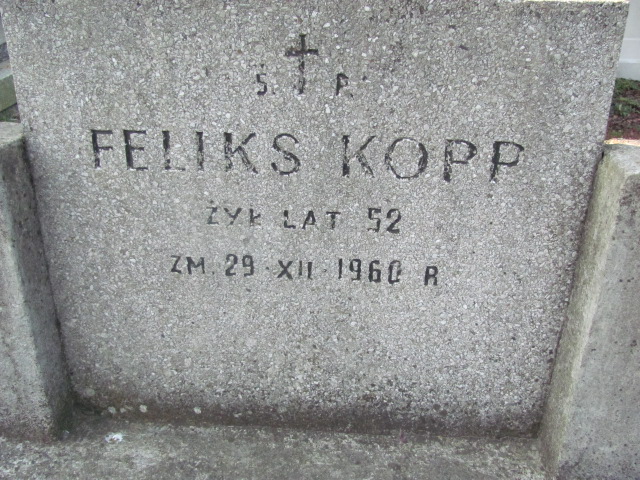 Ś P.
FELIKS KOPP
ŻYŁ LAT 52
ZM. 29·XII·1960 R